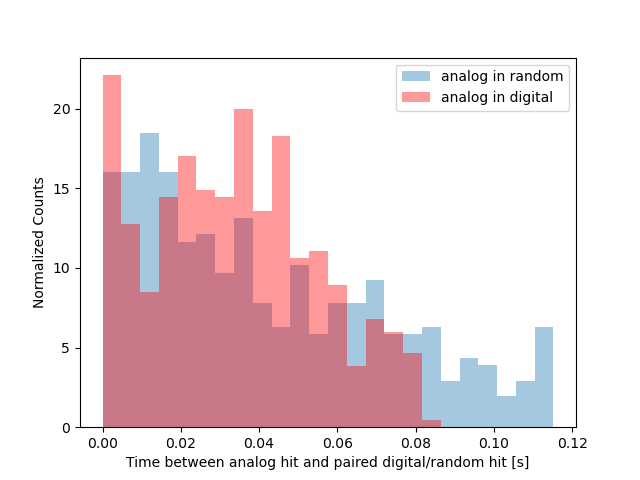 analog in random
analog in digital
20
15
10
5
0
Normalized Counts
0.00 0.02 0.04 0.06 0.08 0.10 0.12
Time between analog hit and paired digital/random hit [s]